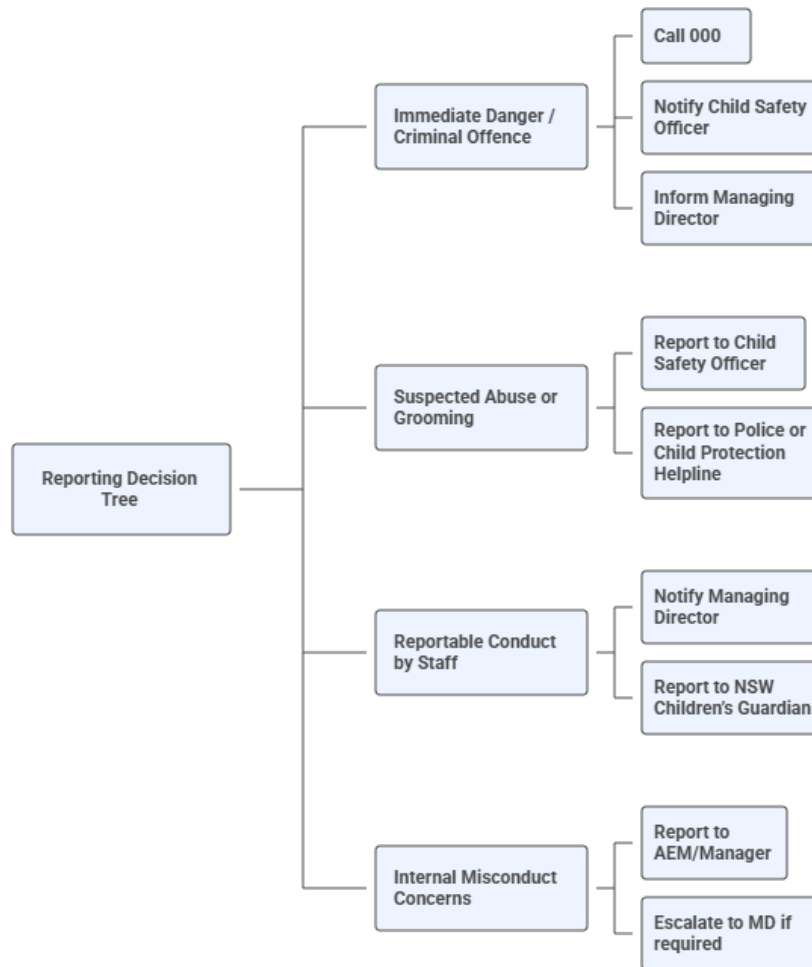 Call 000
Immediate Danger /
Criminal Offence
Notify Child Safety
Officer
Inform Managing
Director
Report to Child
Safety Officer
Suspected Abuse or
Grooming
Report to Police or
Child Protection
Helpline
Reporting Decision
Tree
Notify Managing
Director
Reportable Conduct
by Staff
Report to NSW
Children's Guardian
Report to
AEM/Manager
Internal Misconduct
Concerns
Escalate to MD if
required